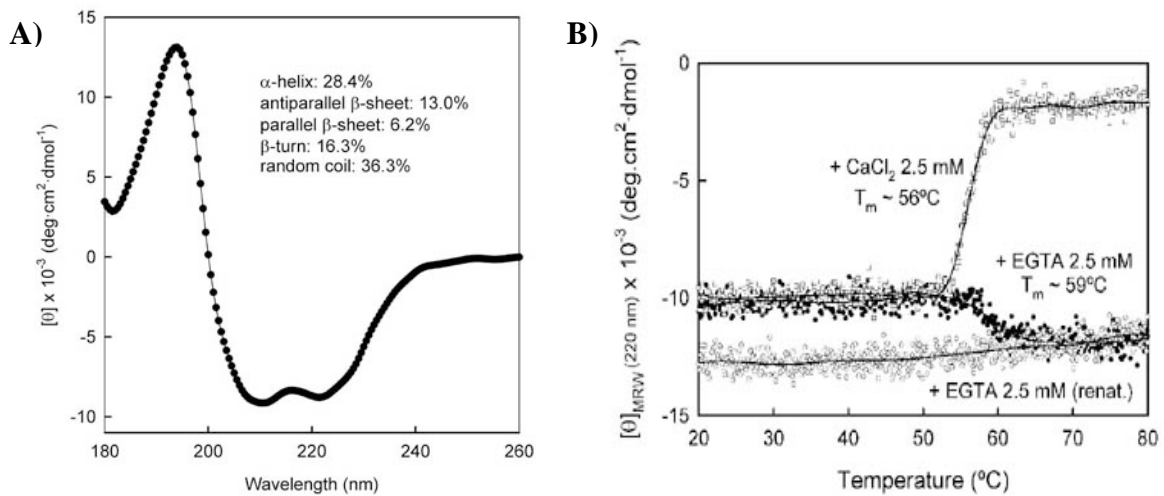 A)
[θ] x 10⁻³ (deg·cm²·dmol⁻¹)
15
10
5
0
-5
-10
α-helix: 28.4%
antiparallel β-sheet: 13.0%
parallel β-sheet: 6.2%
β-turn: 16.3%
random coil: 36.3%
180 200 220 240 260
Wavelength (nm)
B)
[θ]MRW (220 nm) x 10⁻³ (deg.cm²·dmol⁻¹)
0
-5
-10
-15
+ CaCl₂ 2.5 mM
Tₘ ~ 56ºC
+ EGTA 2.5 mM
Tₘ ~ 59ºC
+ EGTA 2.5 mM (renat.)
20 30 40 50 60 70 80
Temperature (ºC)